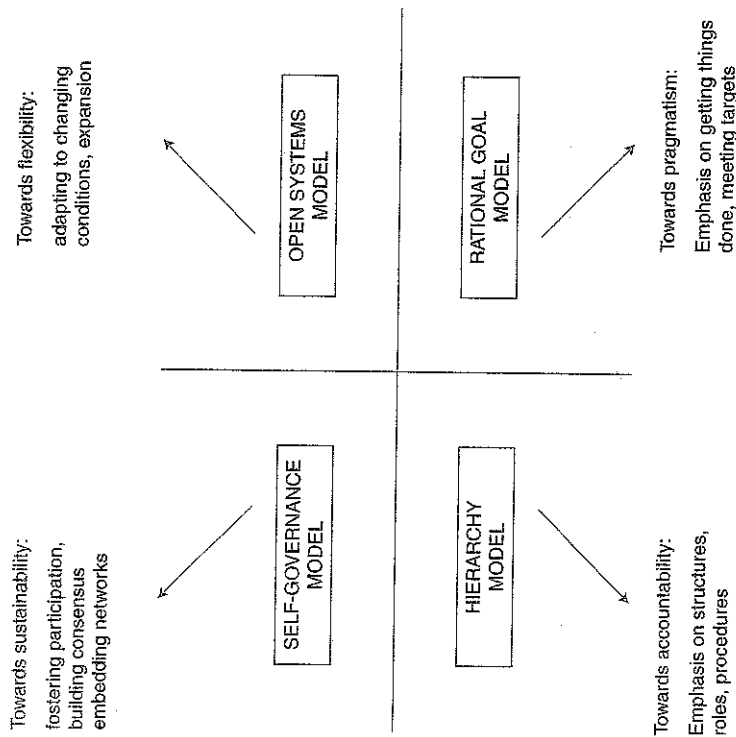 Towards sustainability:
fostering participation,
building consensus
embedding networks
Towards flexibility:
adapting to changing
conditions, expansion
SELF-GOVERNANCE
MODEL
OPEN SYSTEMS
MODEL
HIERARCHY
MODEL
RATIONAL GOAL
MODEL
Towards accountability:
Emphasis on structures,
roles, procedures
Towards pragmatism:
Emphasis on getting things
done, meeting targets